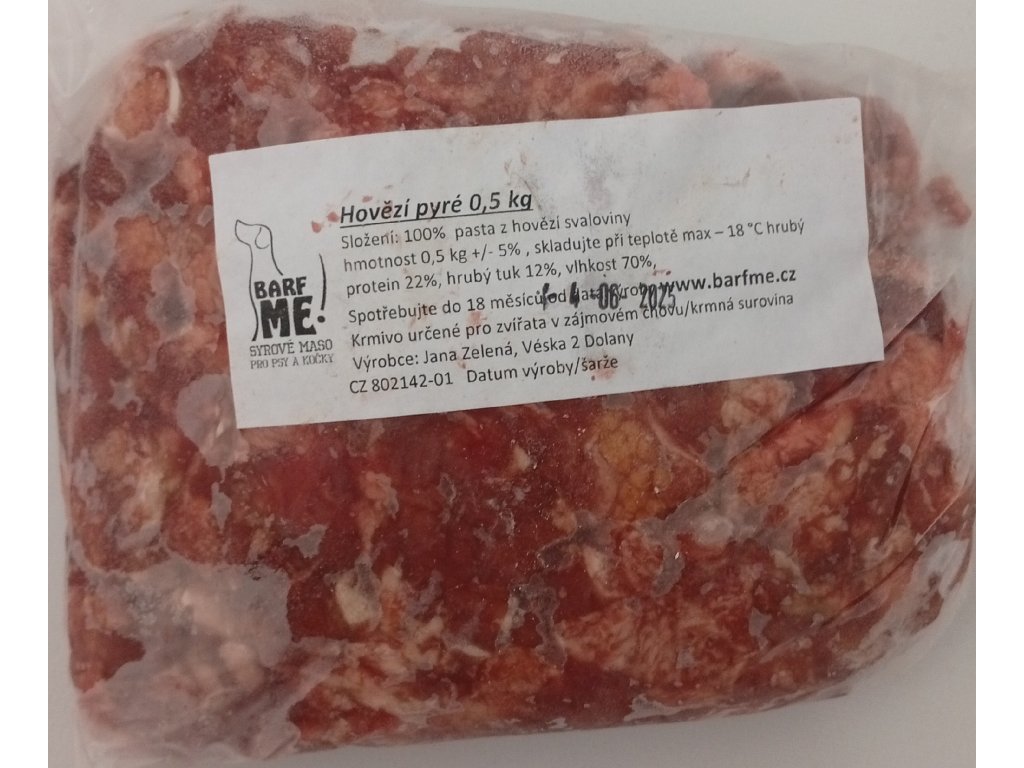 BARF
ME!
SYROVÉ MASO
PRO PSY A KOČKY
Hovězí pyré 0,5 kg
Složení: 100% pasta z hovězí svaloviny
hmotnost 0,5 kg +/- 5% , skladujte při teplotě max – 18 °C hrubý
protein 22%, hrubý tuk 12%, vlhkost 70%,
Spotřebujte do 18 měsíců od data výroby www.barfme.cz
4 -06- 2025
Krmivo určené pro zvířata v zájmovém chovu/krmná surovina
Výrobce: Jana Zelená, Véska 2 Dolany
CZ 802142-01 Datum výroby/šarže